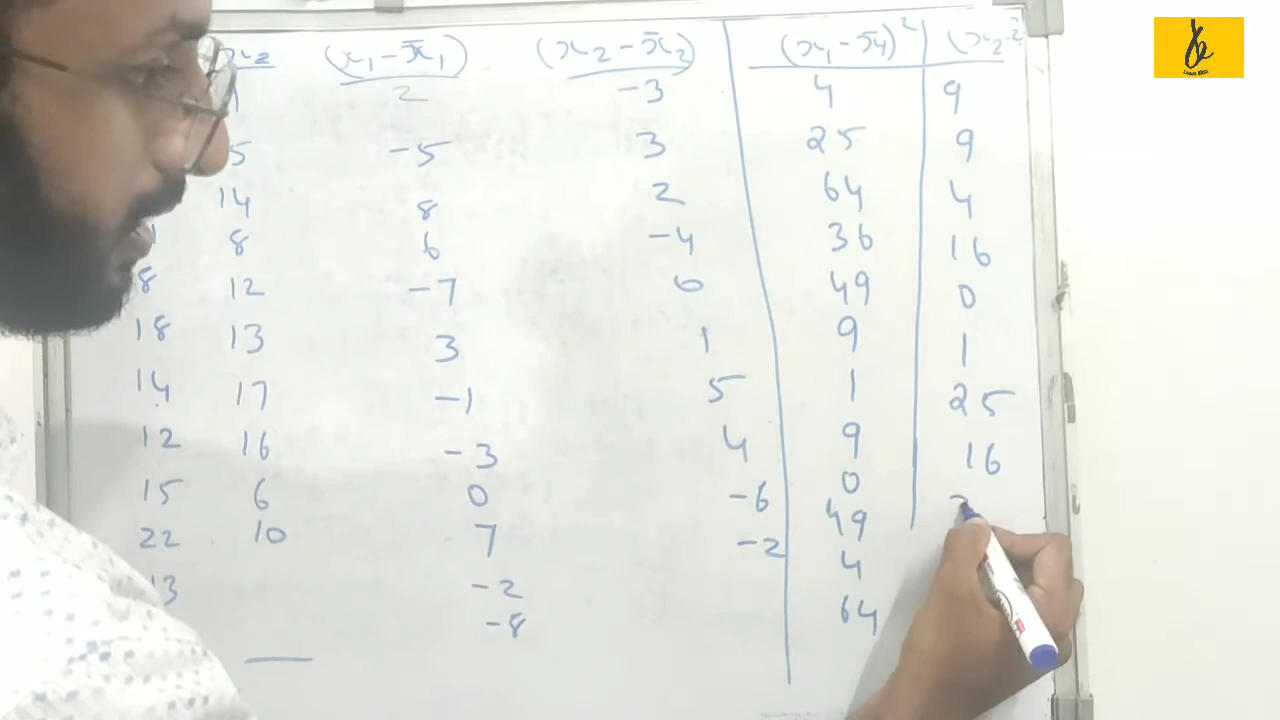 x₂ (x₁ - x̄₁) (x₂ - x̄₂) (x₁ - x̄₁)² (x₂ -
2 -3 4 9
5 -5 3 25 9
14 8 2 64 4
8 6 -4 36 16
8 12 -7 0 49 0
18 13 3 1 9 1
14 17 -1 5 1 25
12 16 -3 4 9 16
15 6 0 -6 0
22 10 7 -2 49
13 -2 4
-8 64